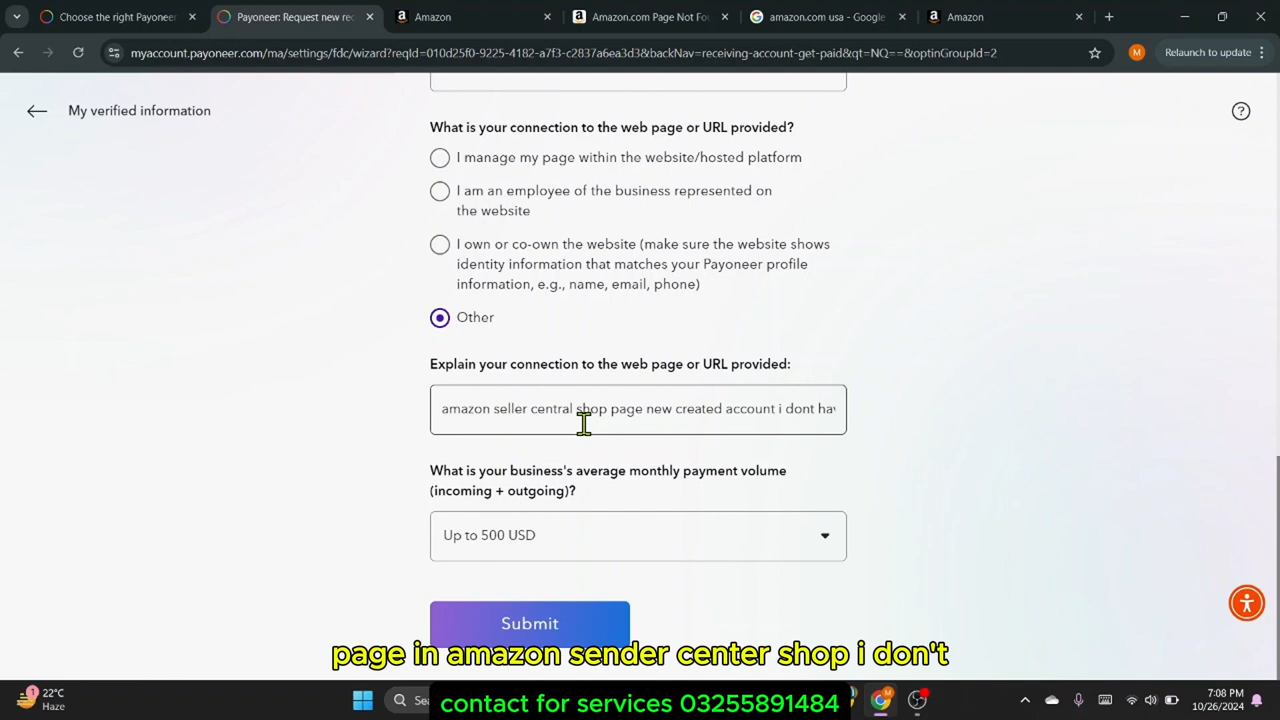 Choose the right Payoneer
Payoneer: Request new re
Amazon
Amazon.com Page Not Fou
amazon.com usa - Google
Amazon
myaccount.payoneer.com/ma/settings/fdc/wizard?reqId=010d25f0-9225-4182-a7f3-c2837a6ea3d3&backNav=receiving-account-get-paid&qt=NQ==&optinGroupId=2
M
Relaunch to update
My verified information
What is your connection to the web page or URL provided?
I manage my page within the website/hosted platform
I am an employee of the business represented on
the website
I own or co-own the website (make sure the website shows
identity information that matches your Payoneer profile
information, e.g., name, email, phone)
Other
Explain your connection to the web page or URL provided:
amazon seller central shop page new created account i dont hav
What is your business's average monthly payment volume
(incoming + outgoing)?
Up to 500 USD
Submit
page in amazon sender center shop i don't
contact for services 03255891484
1
22°C
Haze
Sea
7:08 PM
10/26/2024